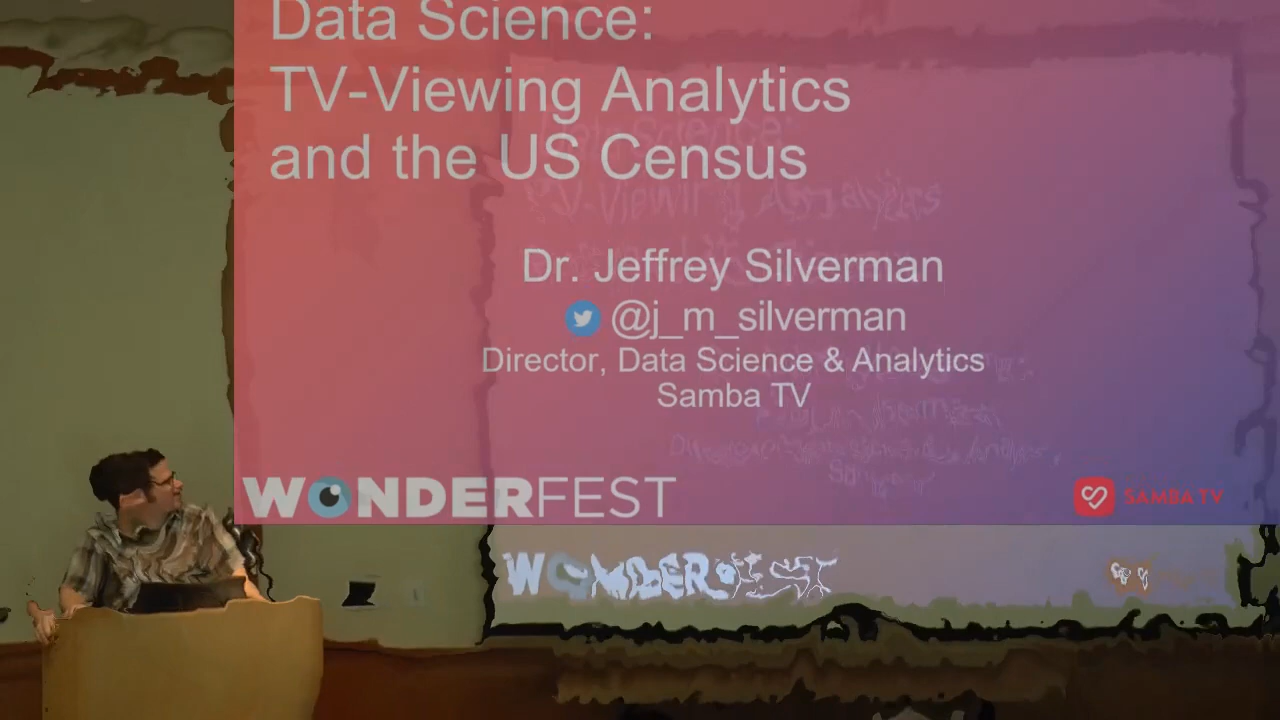 Data Science:
TV-Viewing Analytics
and the US Census
Dr. Jeffrey Silverman
@j_m_silverman
Director, Data Science & Analytics
Samba TV
WONDERFEST
SAMBA TV
WONDERFEST